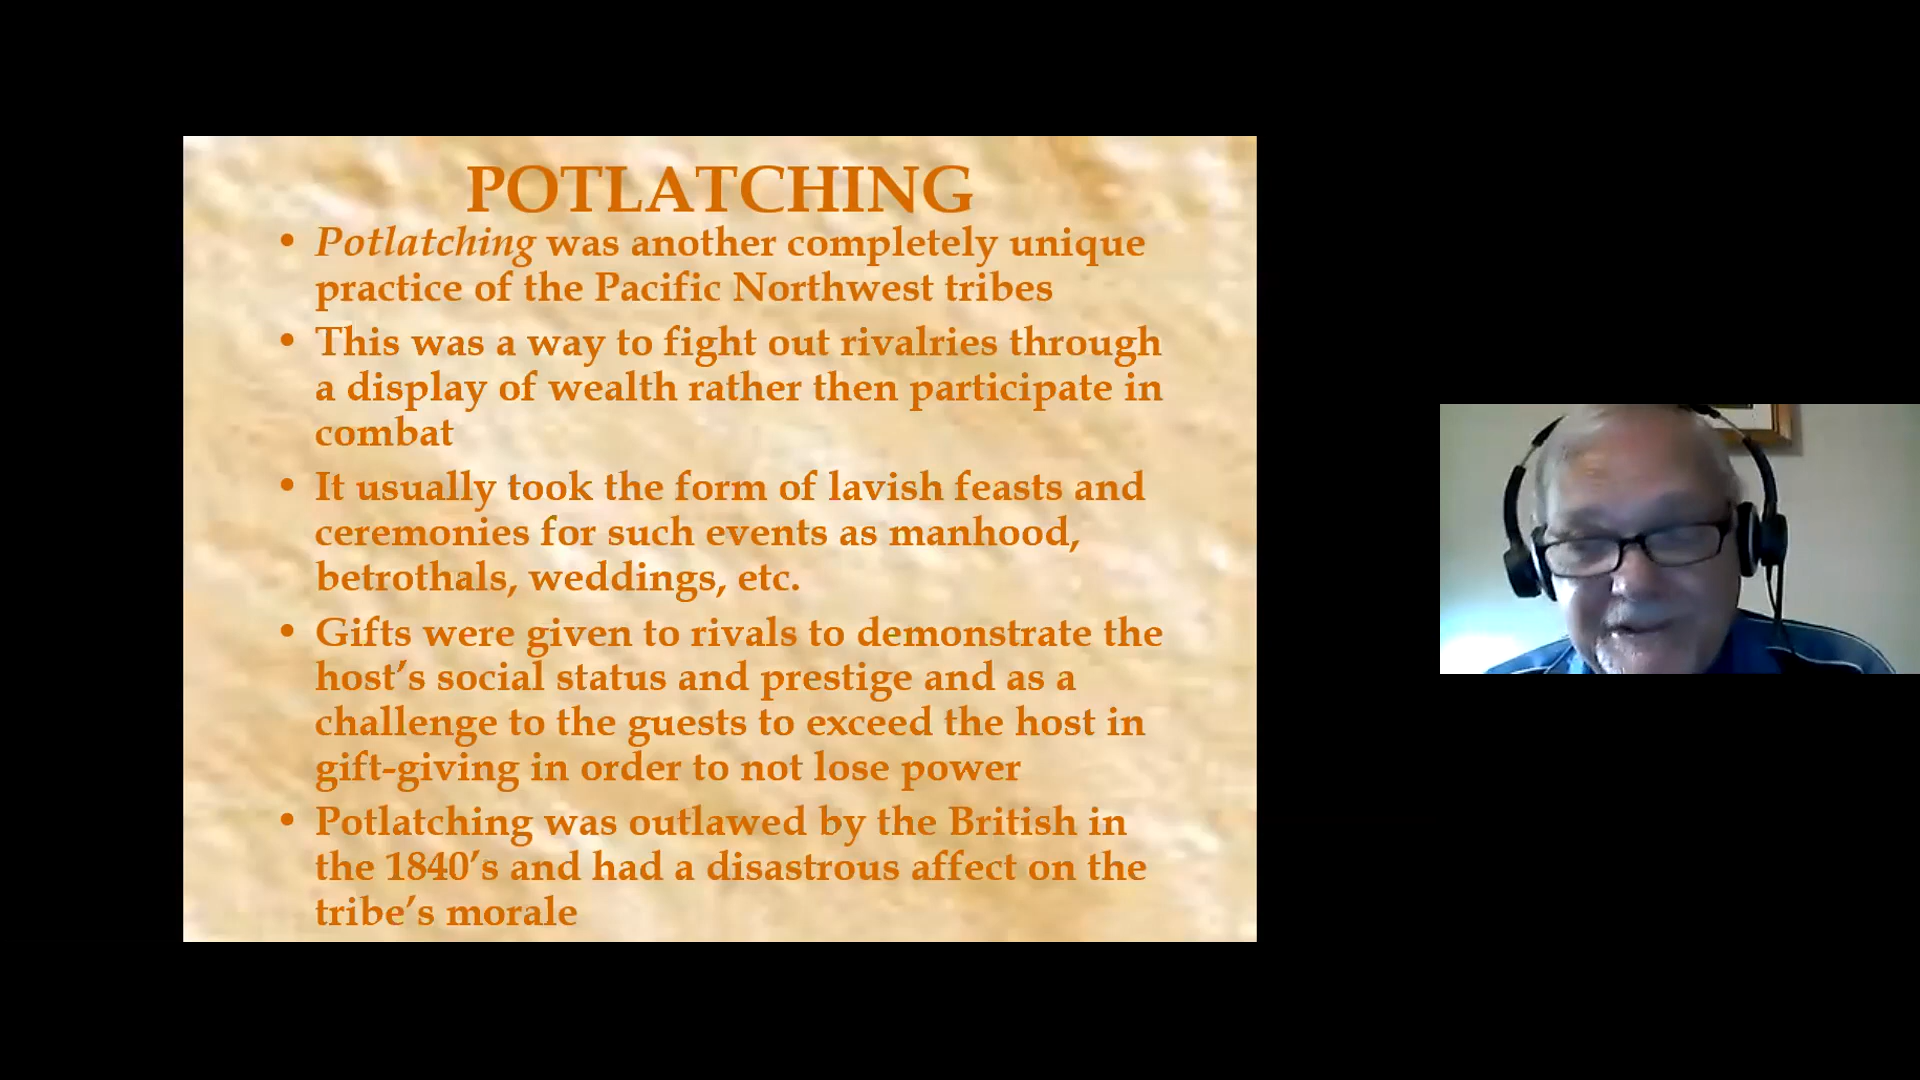 POTLATCHING
• Potlatching was another completely unique
practice of the Pacific Northwest tribes
• This was a way to fight out rivalries through
a display of wealth rather then participate in
combat
• It usually took the form of lavish feasts and
ceremonies for such events as manhood,
betrothals, weddings, etc.
• Gifts were given to rivals to demonstrate the
host’s social status and prestige and as a
challenge to the guests to exceed the host in
gift-giving in order to not lose power
• Potlatching was outlawed by the British in
the 1840’s and had a disastrous affect on the
tribe’s morale